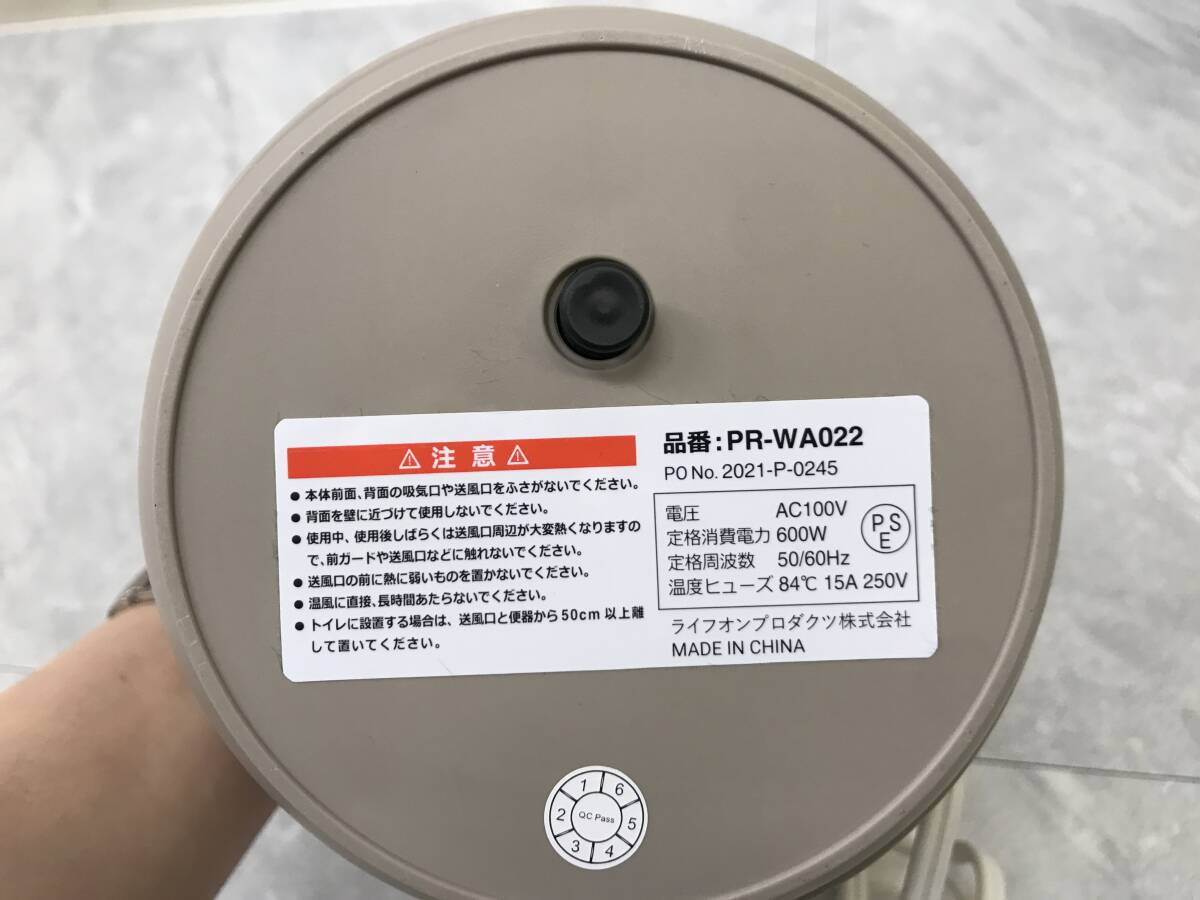 ⚠ 注意 ⚠
● 本体前面、背面の吸気口や送風口をふさがないでください。
● 背面を壁に近づけて使用しないでください。
● 使用中、使用後しばらくは送風口周辺が大変熱くなりますの
で、前ガードや送風口などに触れないでください。
● 送風口の前に熱に弱いものを置かないでください。
● 温風に直接、長時間あたらないでください。
● トイレに設置する場合は、送風口と便器から50cm以上離
して置いてください。
品番:PR-WA022
PO No. 2021-P-0245
電圧 AC100V
定格消費電力 600W
定格周波数 50/60Hz
温度ヒューズ 84℃ 15A 250V
PSE
ライフオンプロダクツ株式会社
MADE IN CHINA
1 6
2 QC Pass 5
3 4